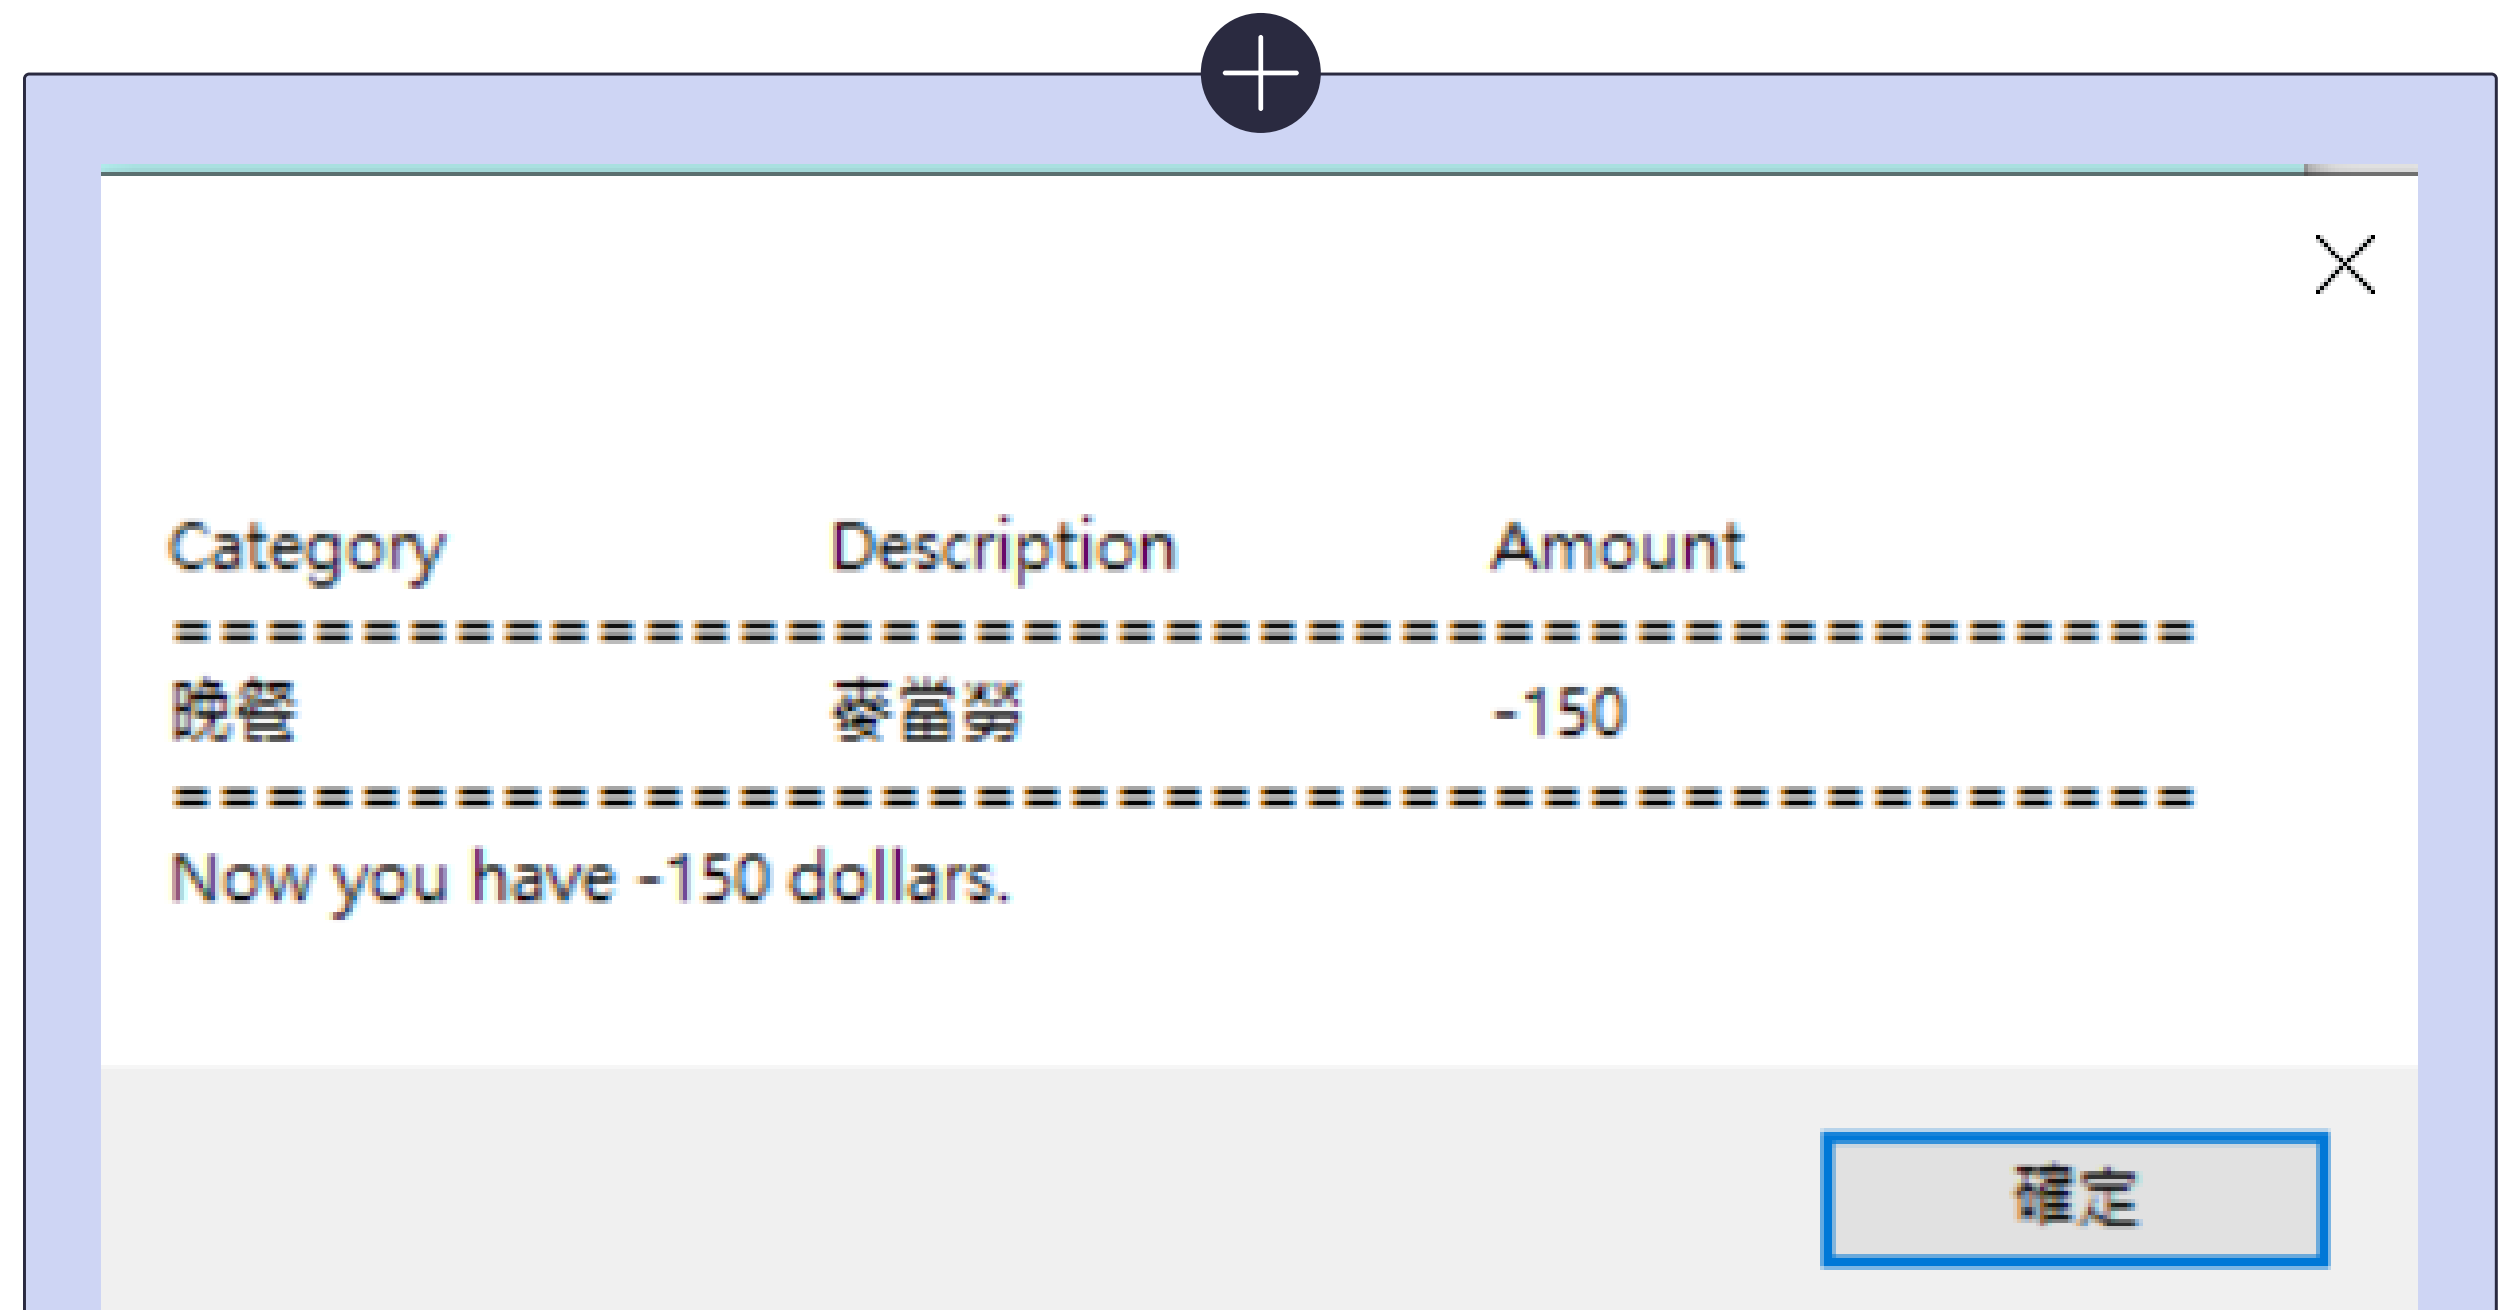 Category Description Amount
===========================================
晚餐 麥當勞 -150
===========================================
Now you have -150 dollars.
確定